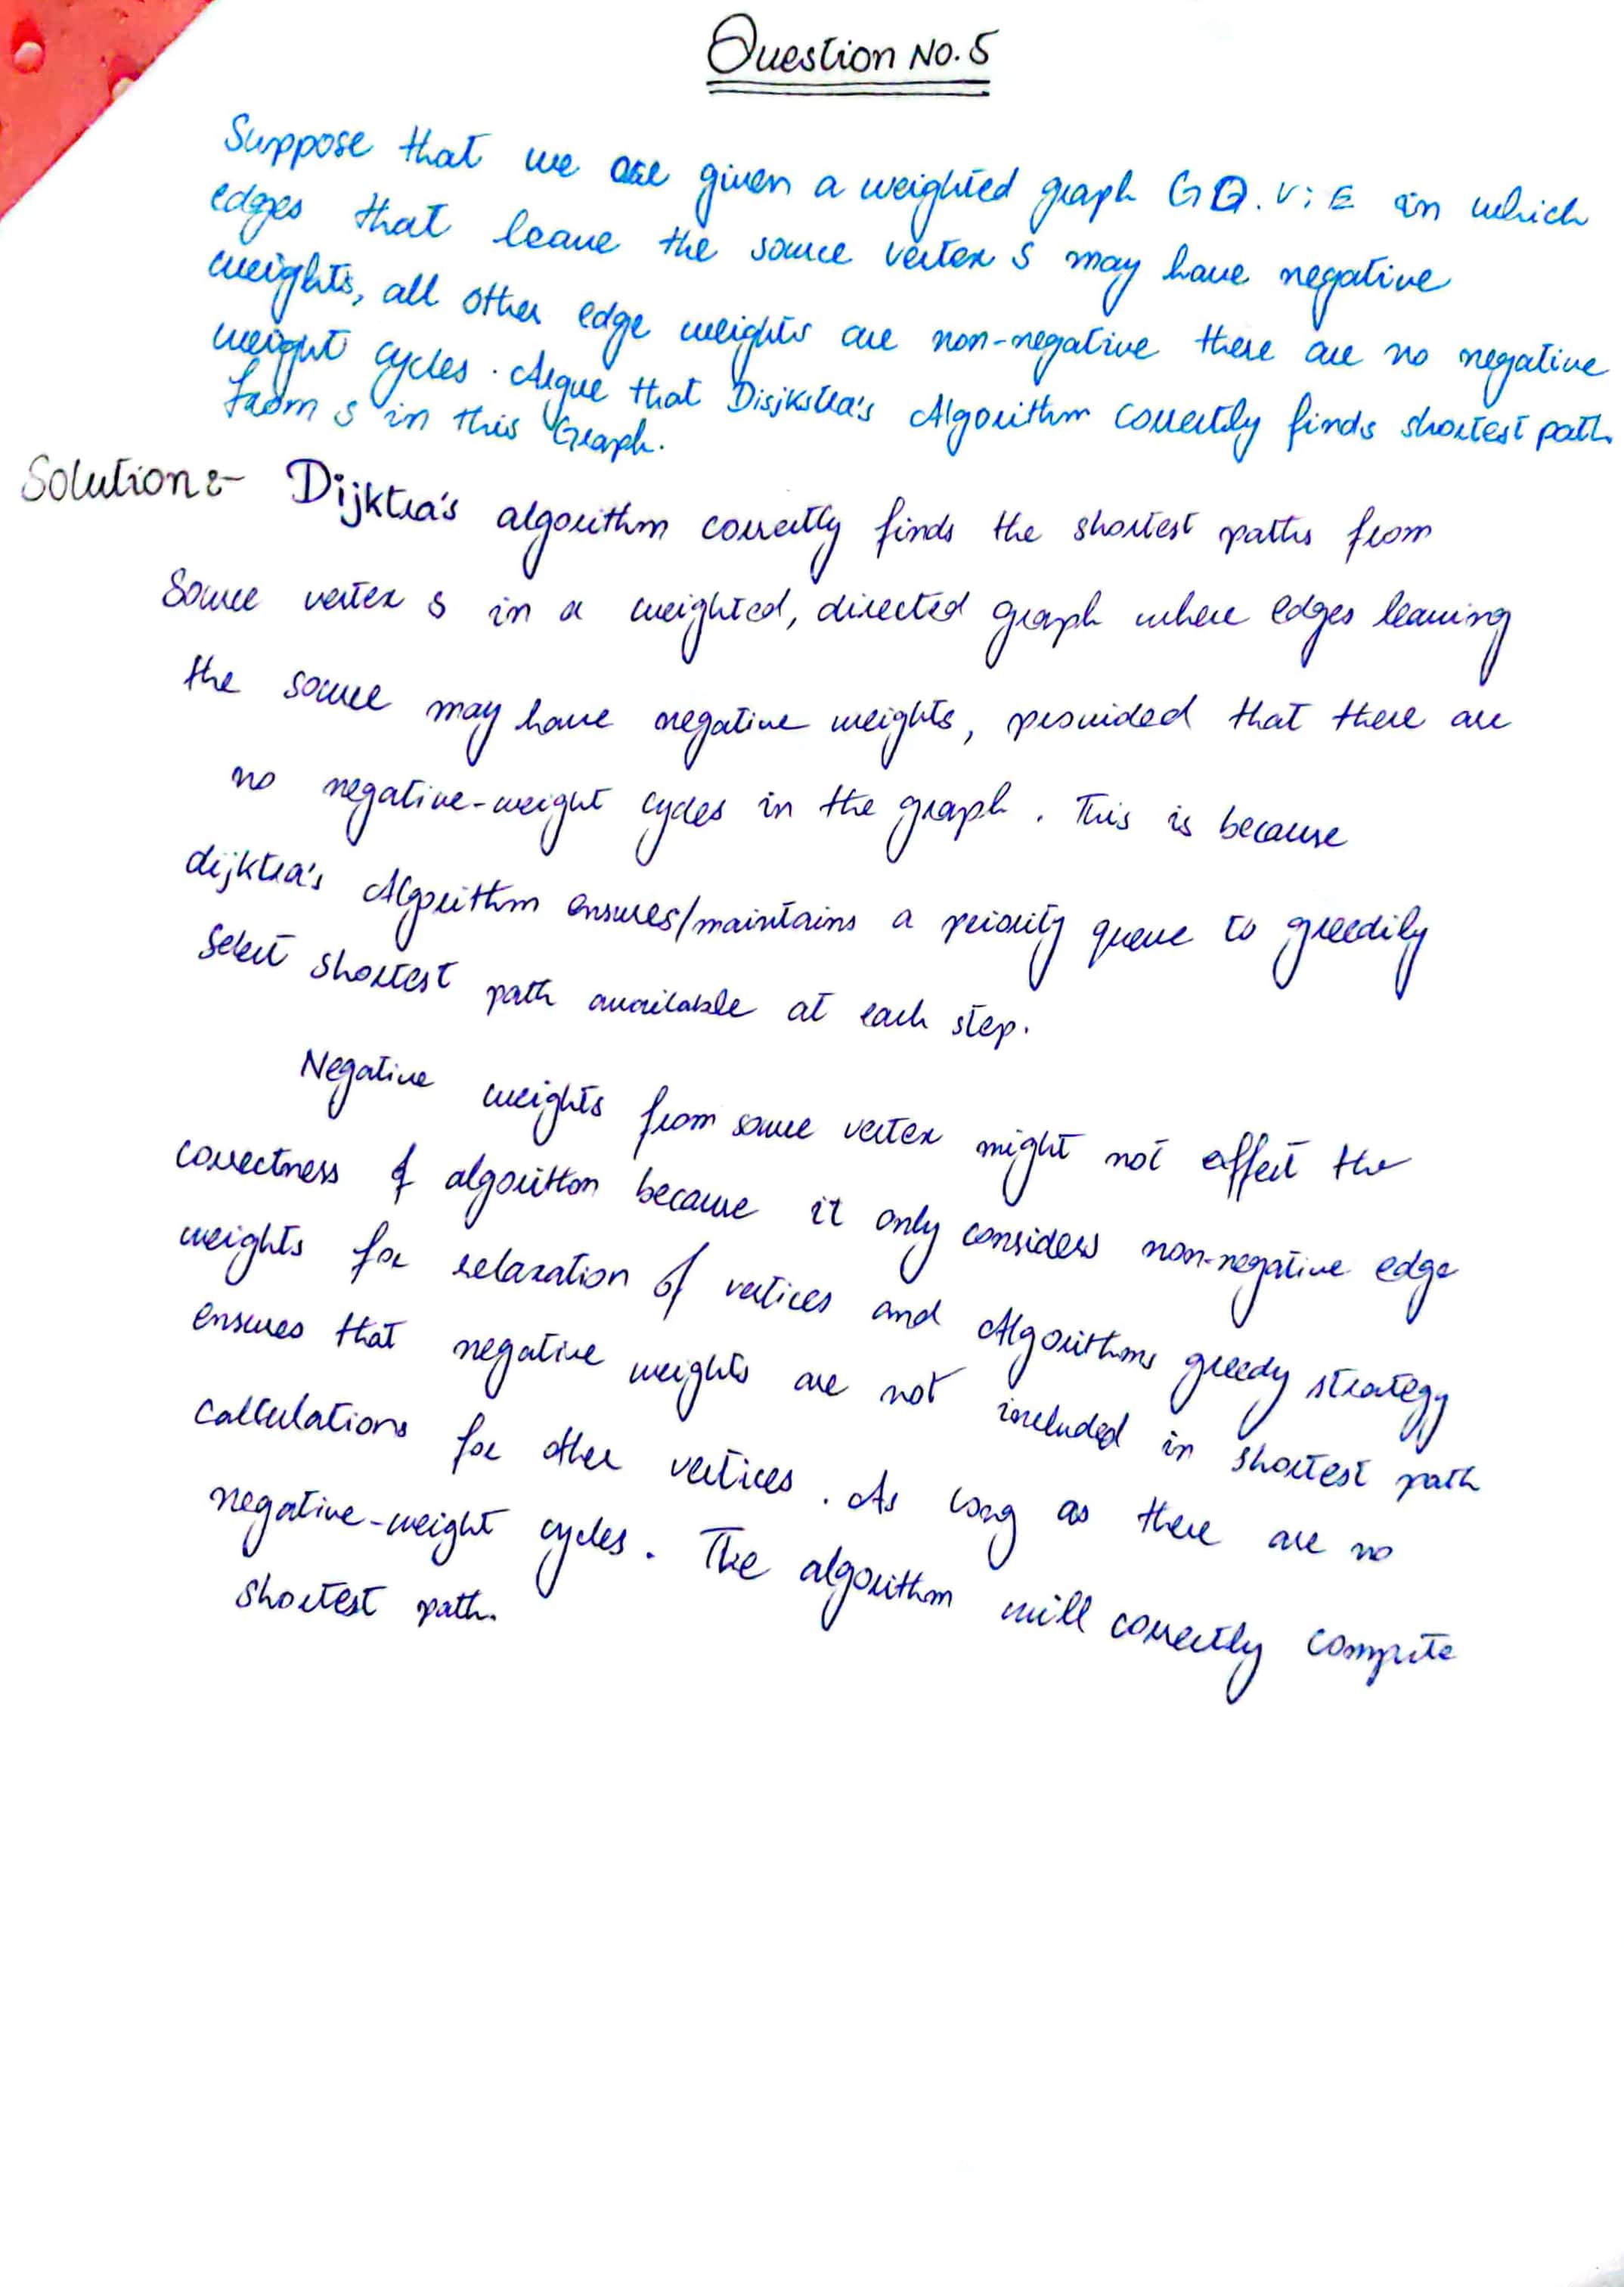 Question No. 5
Suppose that we are given a weighted graph G Q. V; E in which
edges that leave the source vertex S may have negative
weights, all other edge weights are non-negative there are no negative
weight cycles. Argue that Disjkstra's Algorithm correctly finds shortest path
from s in this Graph.
Solution:- Dijktra's algorithm correctly finds the shortest paths from
Source vertex s in a weighted, directed graph where edges leaving
the source may have negative weights, provided that there are
no negative-weight cycles in the graph. This is because
dijktra's Algorithm ensures/maintains a priority queue to greedily
Select shortest path available at each step.
Negative weights from source vertex might not effect the
correctness of algorithm because it only considers non-negative edge
weights for relaxation of vertices and Algorithms greedy strategy
ensures that negative weights are not included in shortest path
calculations for other vertices. As long as there are no
negative-weight cycles. The algorithm will correctly compute
shortest path.